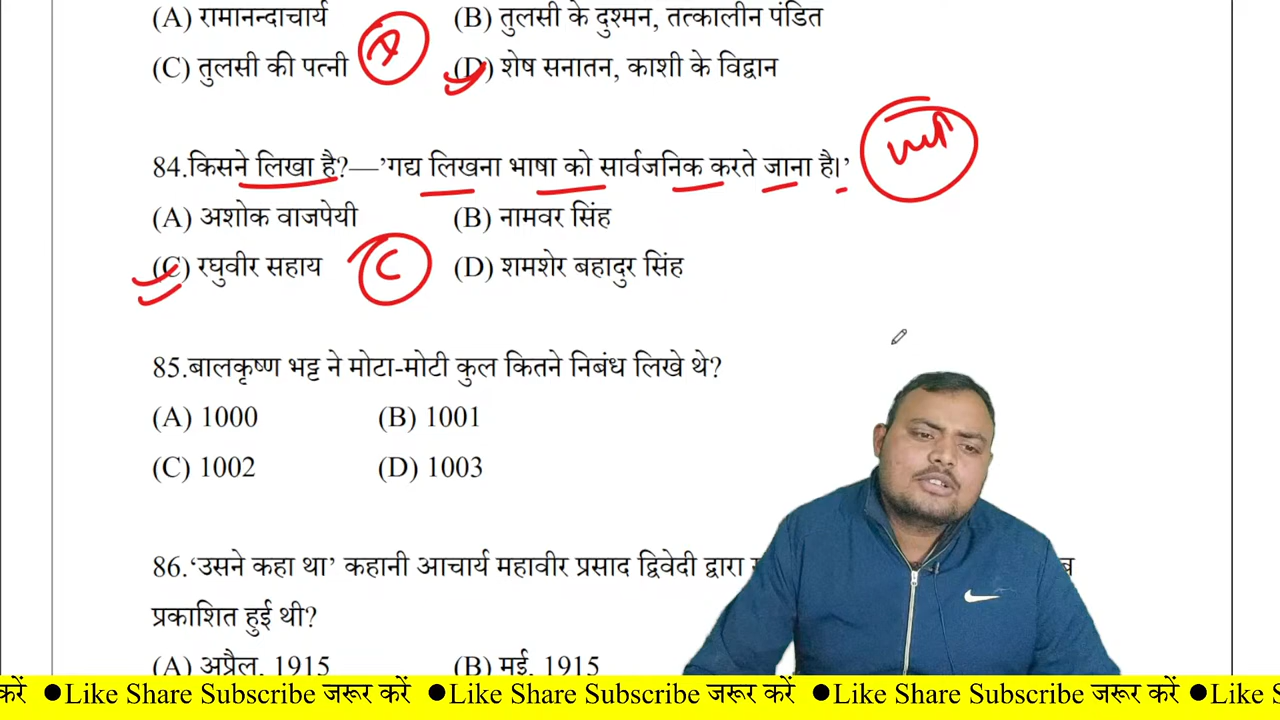 (A) रामानन्दाचार्य (B) तुलसी के दुश्मन, तत्कालीन पंडित
(C) तुलसी की पत्नी (D) शेष सनातन, काशी के विद्वान
84.किसने लिखा है?—’गद्य लिखना भाषा को सार्वजनिक करते जाना है।’
(A) अशोक वाजपेयी (B) नामवर सिंह
(C) रघुवीर सहाय C (D) शमशेर बहादुर सिंह
85.बालकृष्ण भट्ट ने मोटा-मोटी कुल कितने निबंध लिखे थे?
(A) 1000 (B) 1001
(C) 1002 (D) 1003
86.‘उसने कहा था’ कहानी आचार्य महावीर प्रसाद द्विवेदी द्वारा
प्रकाशित हुई थी?
(A) अप्रैल, 1915 (B) मई, 1915
करें ●Like Share Subscribe जरूर करें ●Like Share Subscribe जरूर करें ●Like Share Subscribe जरूर करें ●Like